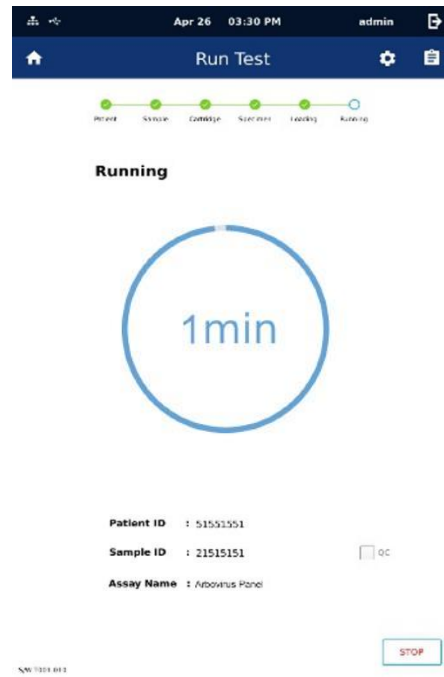 Apr 26 03:30 PM admin
Run Test
Patient Sample Cartridge Specimen Loading Running
Running
1min
Patient ID : 51551551
Sample ID : 21515151
QC
Assay Name : Arbovirus Panel
STOP